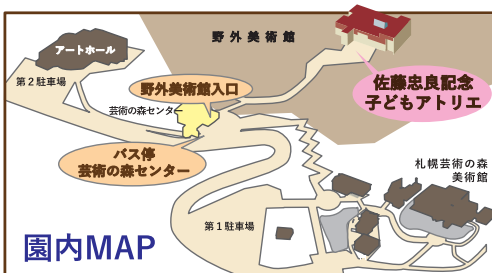 野外美術館
アートホール
第2駐車場
野外美術館入口
佐藤忠良記念
子どもアトリエ
芸術の森センター
バス停
芸術の森センター
札幌芸術の森
美術館
第1駐車場
園内MAP